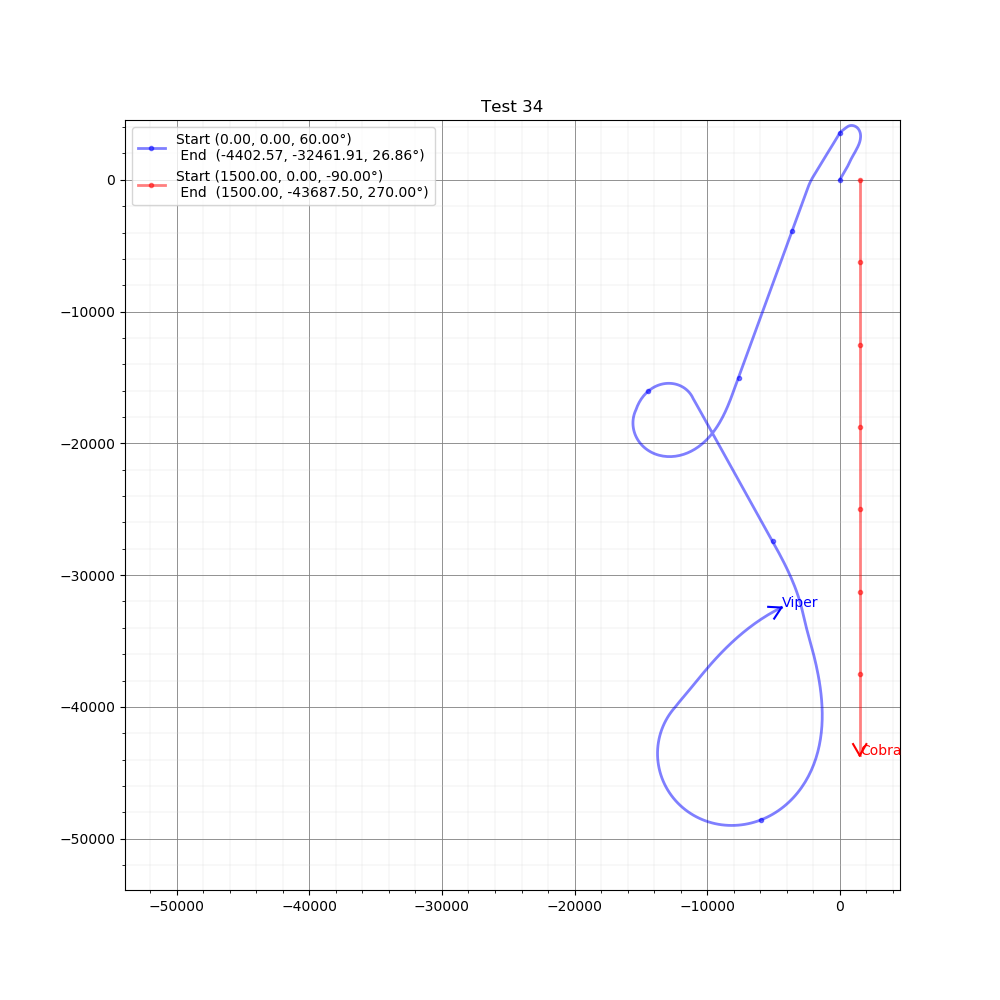 Test 34
Start (0.00, 0.00, 60.00°)
End (-4402.57, -32461.91, 26.86°)
Start (1500.00, 0.00, -90.00°)
End (1500.00, -43687.50, 270.00°)
0
−10000
−20000
−30000
−40000
−50000
Viper
Cobra
−50000 −40000 −30000 −20000 −10000 0